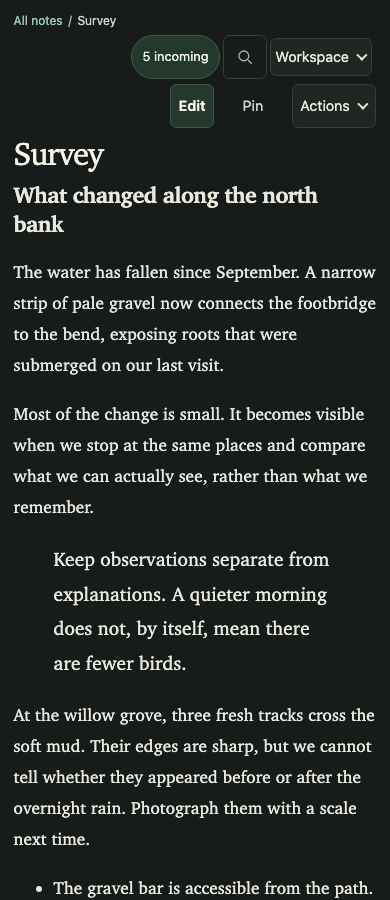 All notes / Survey
5 incoming
Workspace
Edit
Pin
Actions
Survey
What changed along the north
bank
The water has fallen since September. A narrow
strip of pale gravel now connects the footbridge
to the bend, exposing roots that were
submerged on our last visit.
Most of the change is small. It becomes visible
when we stop at the same places and compare
what we can actually see, rather than what we
remember.
Keep observations separate from
explanations. A quieter morning
does not, by itself, mean there
are fewer birds.
At the willow grove, three fresh tracks cross the
soft mud. Their edges are sharp, but we cannot
tell whether they appeared before or after the
overnight rain. Photograph them with a scale
next time.
• The gravel bar is accessible from the path.